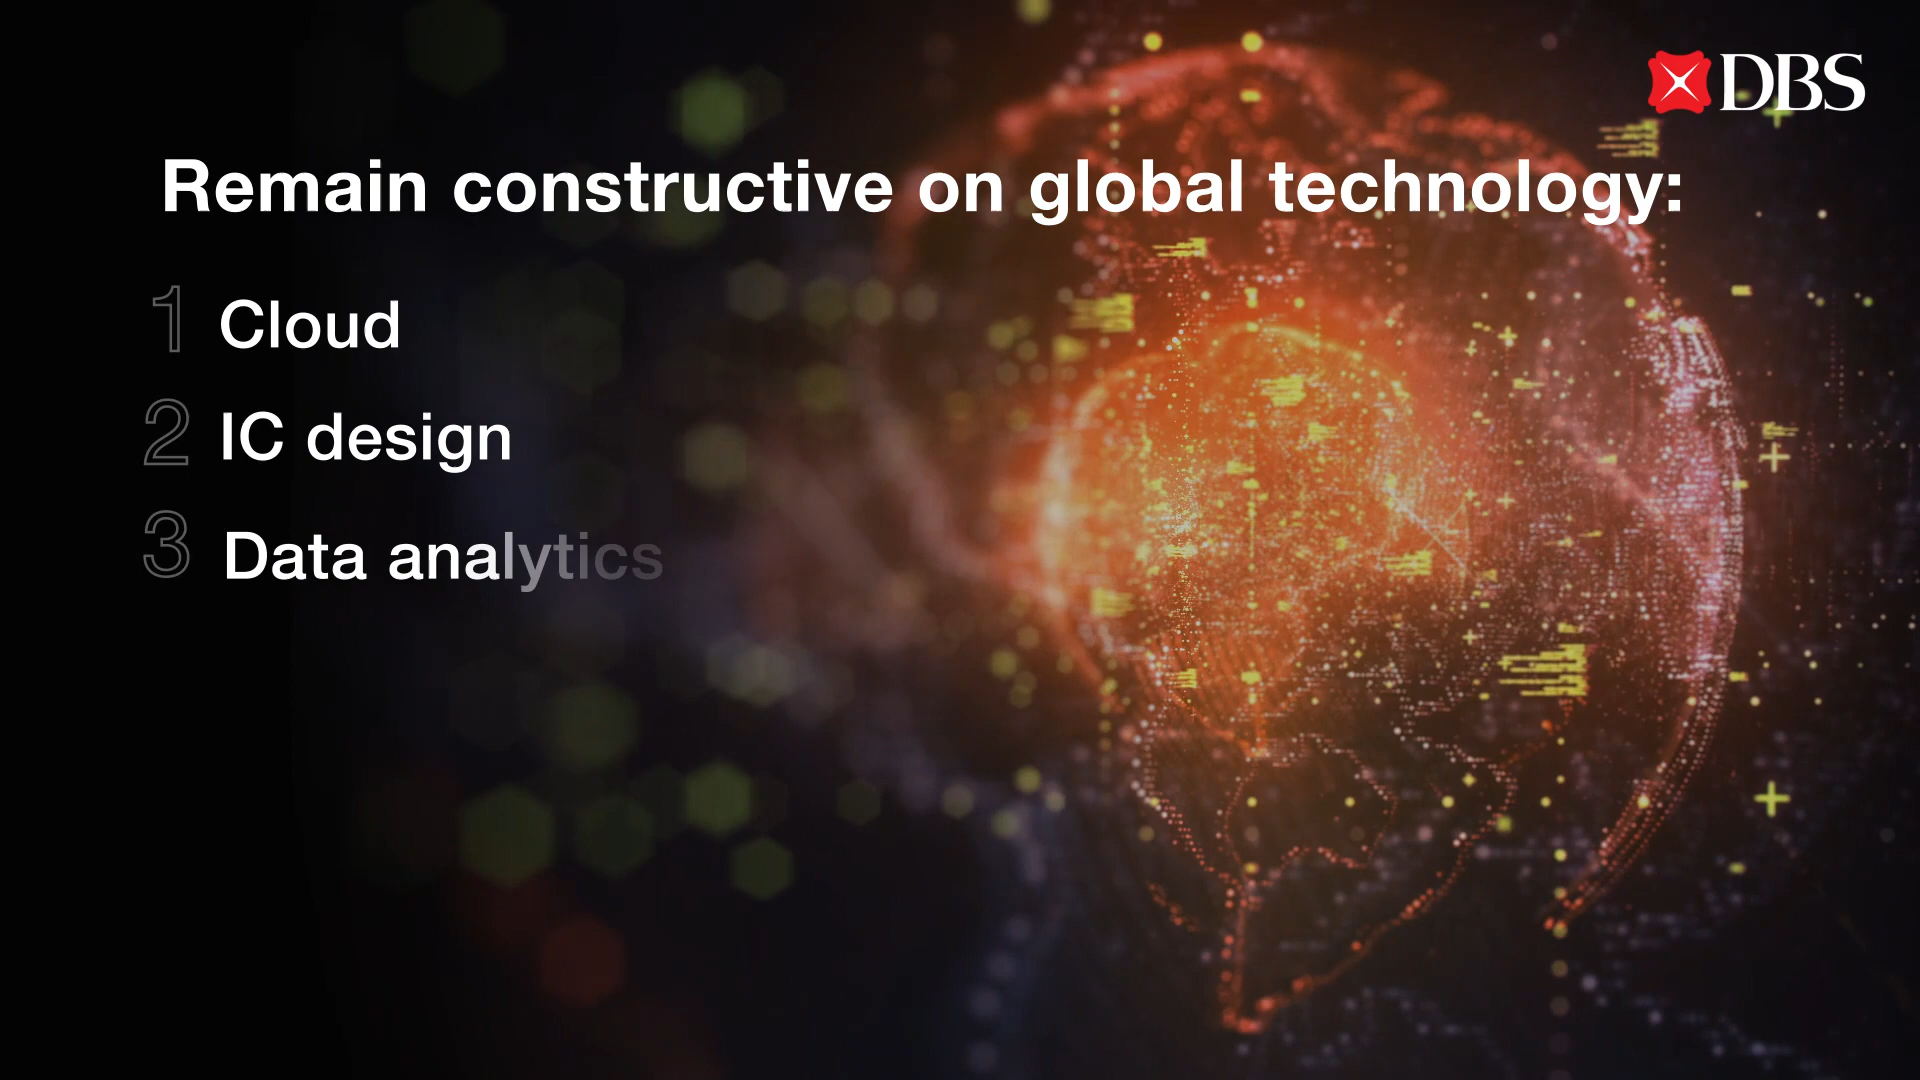 DBS
Remain constructive on global technology:
1 Cloud
2 IC design
3 Data analytics